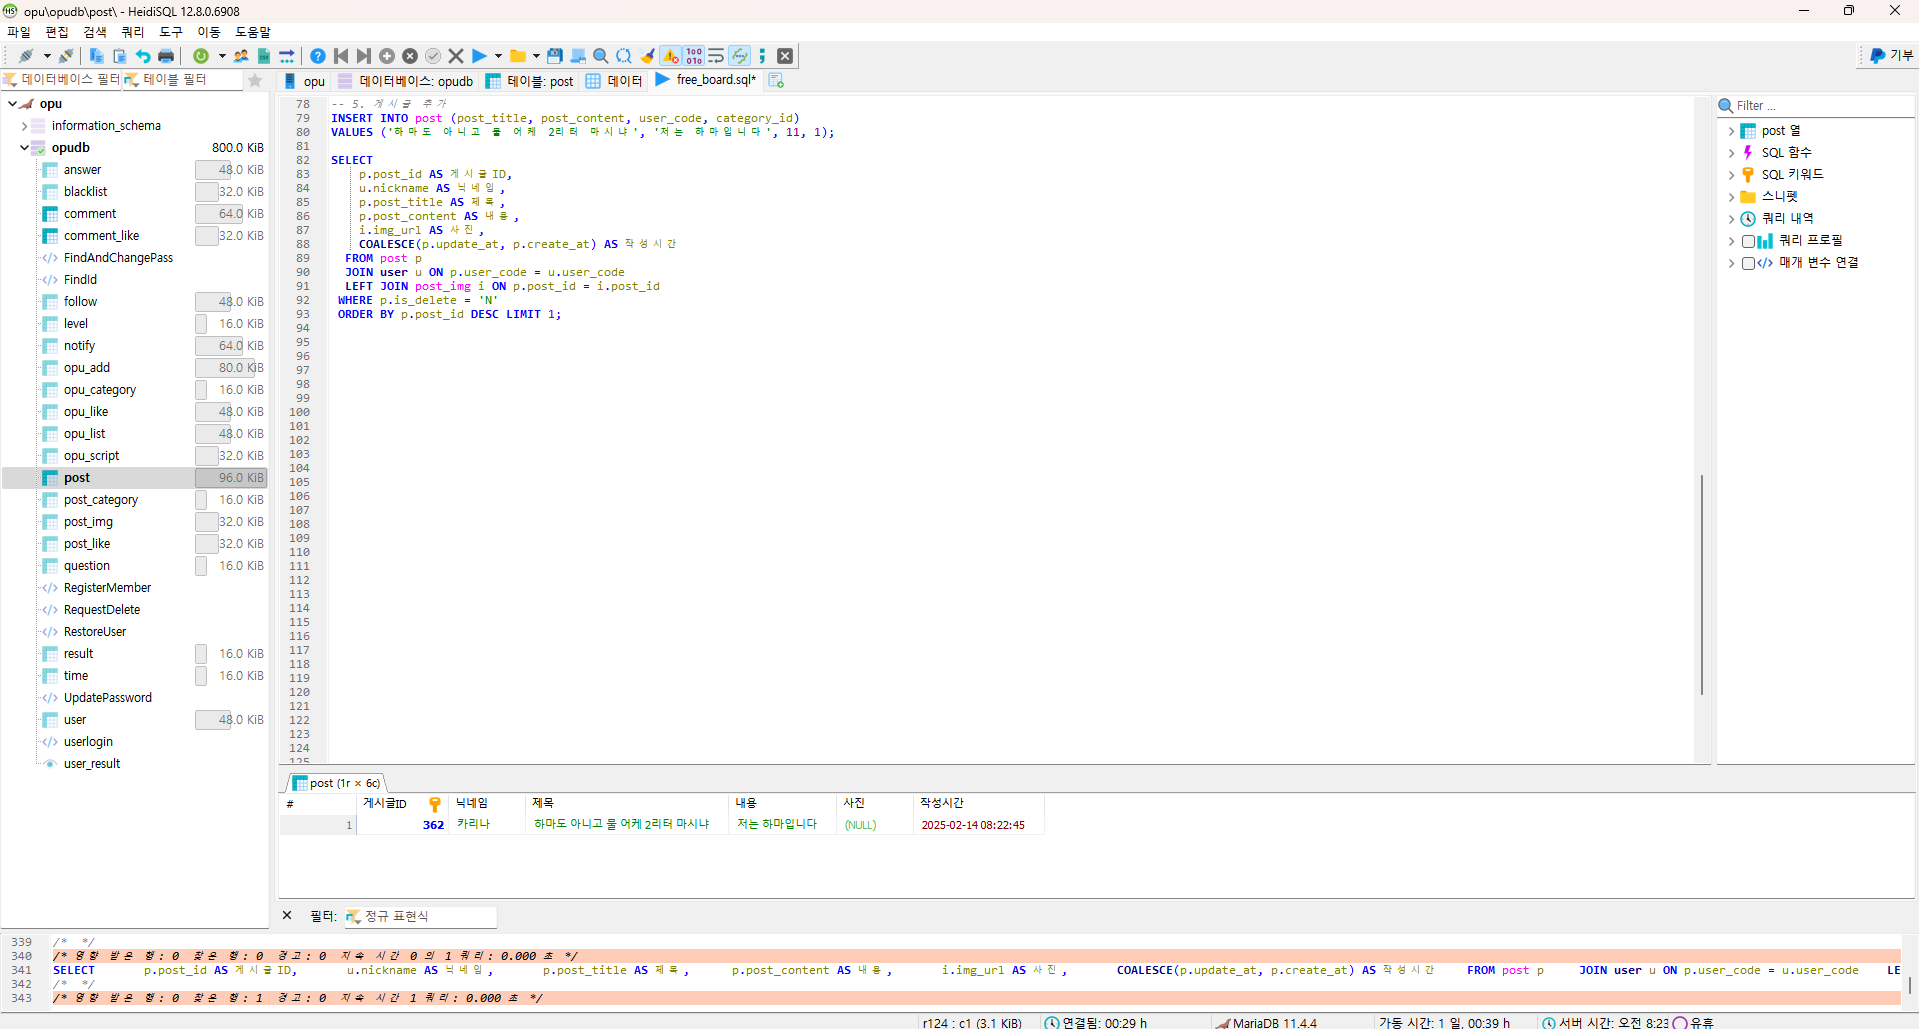 opu\opudb\post\ - HeidiSQL 12.8.0.6908
파일 편집 검색 쿼리 도구 이동 도움말
기부
데이터베이스 필터 테이블 필터
opu 데이터베이스: opudb 테이블: post 데이터 free_board.sql*
opu
information_schema
opudb 800.0 KiB
answer 48.0 KiB
blacklist 32.0 KiB
comment 64.0 KiB
comment_like 32.0 KiB
FindAndChangePass
FindId
follow 48.0 KiB
level 16.0 KiB
notify 64.0 KiB
opu_add 80.0 KiB
opu_category 16.0 KiB
opu_like 48.0 KiB
opu_list 48.0 KiB
opu_script 32.0 KiB
post 96.0 KiB
post_category 16.0 KiB
post_img 32.0 KiB
post_like 32.0 KiB
question 16.0 KiB
RegisterMember
RequestDelete
RestoreUser
result 16.0 KiB
time 16.0 KiB
UpdatePassword
user 48.0 KiB
userlogin
user_result
78 -- 5. 게시글 추가
79 INSERT INTO post (post_title, post_content, user_code, category_id)
80 VALUES ('하마도 아니고 물 어케 2리터 마시냐', '저는 하마입니다', 11, 1);
81
82 SELECT
83 p.post_id AS 게시글ID,
84 u.nickname AS 닉네임,
85 p.post_title AS 제목,
86 p.post_content AS 내용,
87 i.img_url AS 사진,
88 COALESCE(p.update_at, p.create_at) AS 작성시간
89 FROM post p
90 JOIN user u ON p.user_code = u.user_code
91 LEFT JOIN post_img i ON p.post_id = i.post_id
92 WHERE p.is_delete = 'N'
93 ORDER BY p.post_id DESC LIMIT 1;
94
95
96
97
98
99
100
101
102
103
104
105
106
107
108
109
110
111
112
113
114
115
116
117
118
119
120
121
122
123
124
125
Filter ...
post 열
SQL 함수
SQL 키워드
스니펫
쿼리 내역
쿼리 프로필
매개 변수 연결
post (1r × 6c)
# 게시글ID 닉네임 제목 내용 사진 작성시간
1 362 카리나 하마도 아니고 물 어케 2리터 마시냐 저는 하마입니다 (NULL) 2025-02-14 08:22:45
필터: 정규 표현식
339 /* */
340 /* 영향 받은 행: 0 찾은 행: 0 경고: 0 지속 시간 0 의 1 쿼리: 0.000 초 */
341 SELECT p.post_id AS 게시글ID, u.nickname AS 닉네임, p.post_title AS 제목, p.post_content AS 내용, i.img_url AS 사진, COALESCE(p.update_at, p.create_at) AS 작성시간 FROM post p JOIN user u ON p.user_code = u.user_code LE
342 /* */
343 /* 영향 받은 행: 0 찾은 행: 1 경고: 0 지속 시간 1 쿼리: 0.000 초 */
r124 : c1 (3.1 KiB) 연결됨: 00:29 h MariaDB 11.4.4 가동 시간: 1 일, 00:39 h 서버 시간: 오전 8:23 유휴